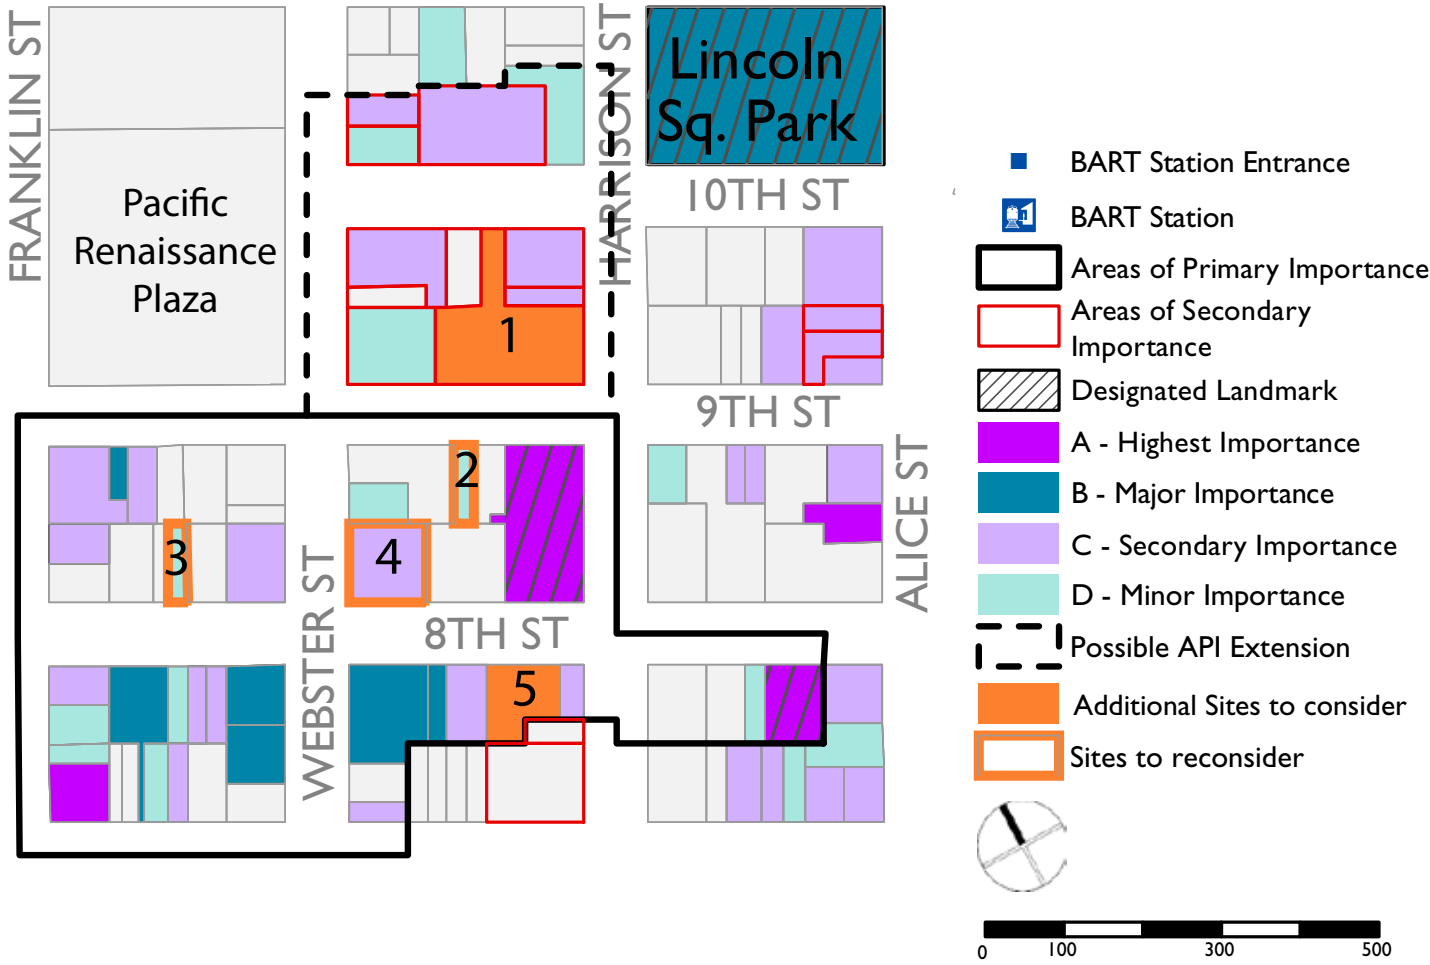 FRANKLIN ST
HARRISON ST
Lincoln
Sq. Park
Pacific
Renaissance
Plaza
10TH ST
1
9TH ST
2
3
4
WEBSTER ST
ALICE ST
8TH ST
5
BART Station Entrance
BART Station
Areas of Primary Importance
Areas of Secondary
Importance
Designated Landmark
A - Highest Importance
B - Major Importance
C - Secondary Importance
D - Minor Importance
Possible API Extension
Additional Sites to consider
Sites to reconsider
0 100 300 500